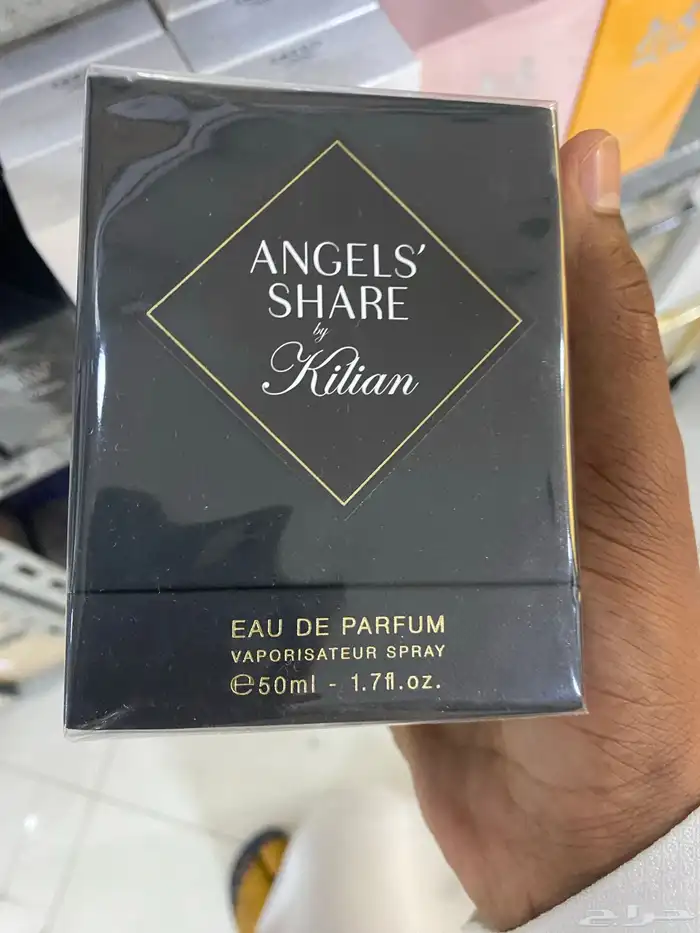 ANGELS'
SHARE
by
Kilian
EAU DE PARFUM
VAPORISATEUR SPRAY
℮50ml - 1.7fl.oz.
حراج